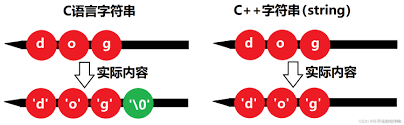 C语言字符串
C++字符串(string)
d o g
d o g
实际内容
实际内容
'd' 'o' 'g' '\0'
'd' 'o' 'g'